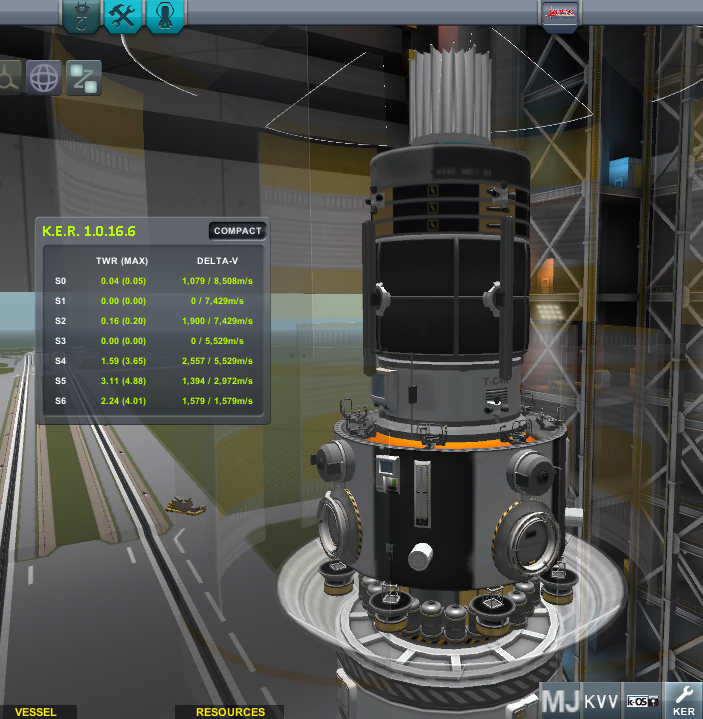 K.E.R. 1.0.16.6 COMPACT
TWR (MAX) DELTA-V
S0 0.04 (0.05) 1,079 / 8,508m/s
S1 0.00 (0.00) 0 / 7,429m/s
S2 0.16 (0.20) 1,900 / 7,429m/s
S3 0.00 (0.00) 0 / 5,529m/s
S4 1.59 (3.65) 2,557 / 5,529m/s
S5 3.11 (4.88) 1,394 / 2,972m/s
S6 2.24 (4.01) 1,579 / 1,579m/s
MJ KVV kOS KER
VESSEL RESOURCES